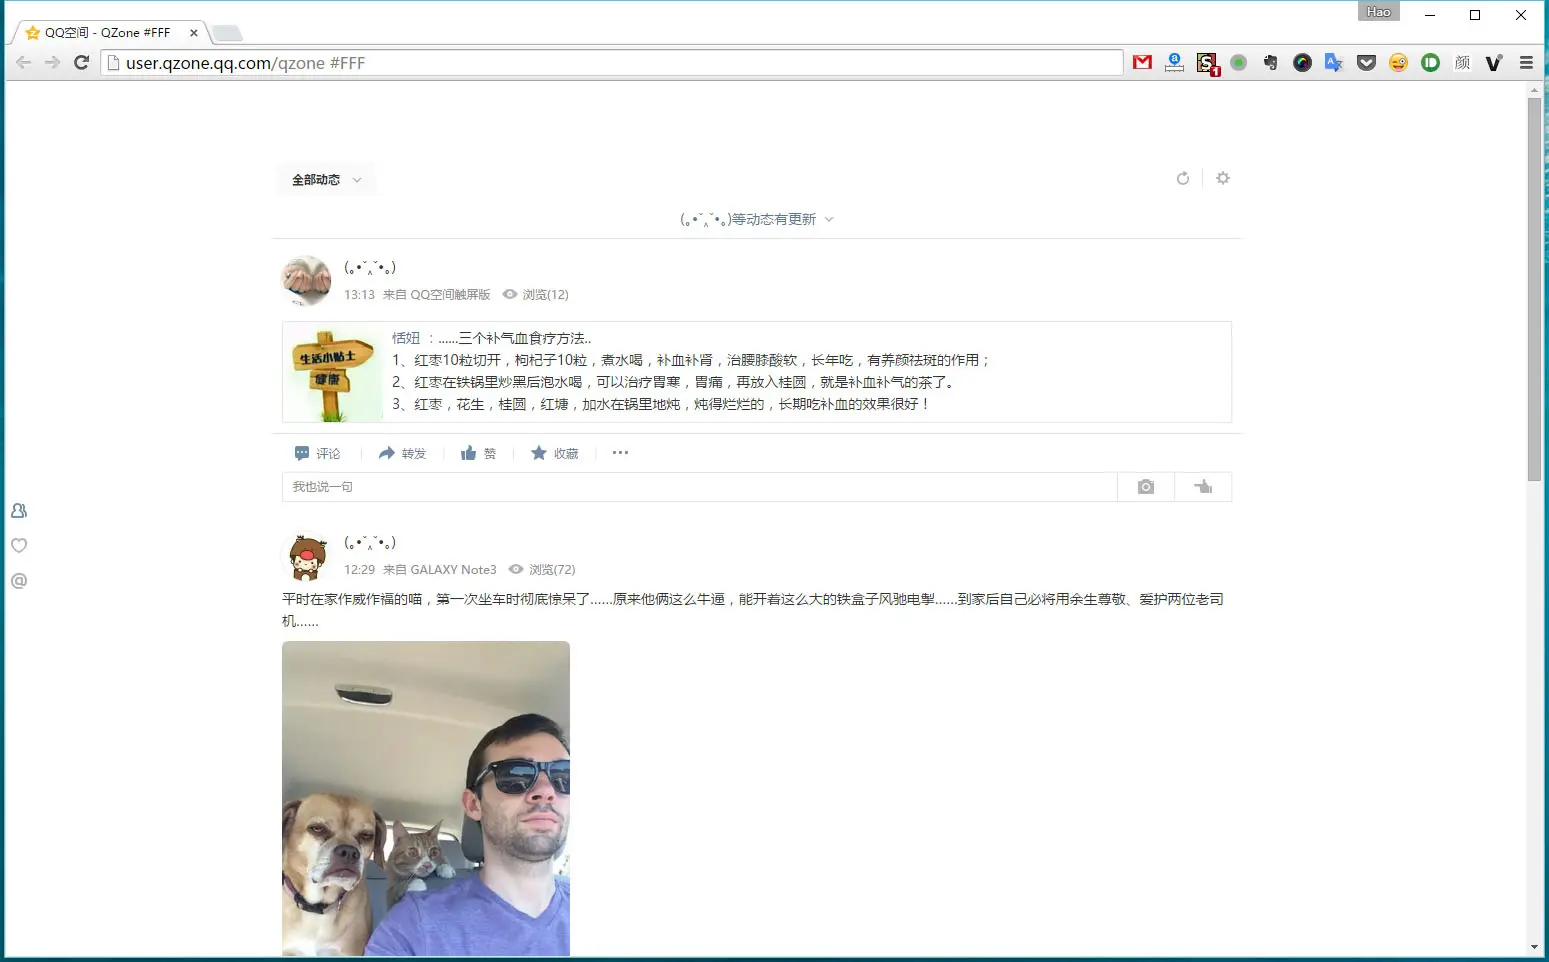 Hao
QQ空间 - QZone #FFF
user.qzone.qq.com/qzone #FFF
1
颜
全部动态
(｡•ˇ‸ˇ•｡)等动态有更新
(｡•ˇ‸ˇ•｡)
13:13 来自 QQ空间触屏版 浏览(12)
生活小贴士
健康
恬妞 ：......三个补气血食疗方法..
1、红枣10粒切开，枸杞子10粒，煮水喝，补血补肾，治腰膝酸软，长年吃，有养颜祛斑的作用；
2、红枣在铁锅里炒黑后泡水喝，可以治疗胃寒，胃痛，再放入桂圆，就是补血补气的茶了。
3、红枣，花生，桂圆，红塘，加水在锅里地炖，炖得烂烂的，长期吃补血的效果很好！
评论 转发 赞 收藏 ···
我也说一句
(｡•ˇ‸ˇ•｡)
12:29 来自 GALAXY Note3 浏览(72)
平时在家作威作福的喵，第一次坐车时彻底惊呆了......原来他俩这么牛逼，能开着这么大的铁盒子风驰电掣......到家后自己必将用余生尊敬、爱护两位老司
机......